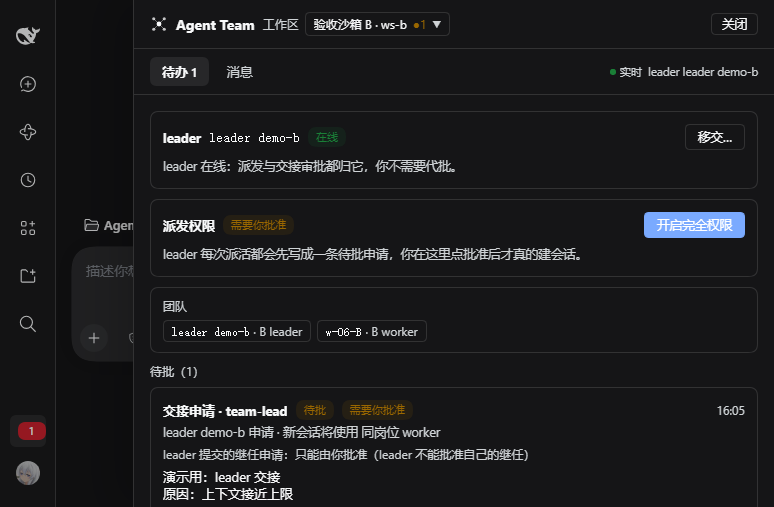 Agent Team 工作区 验收沙箱 B · ws-b 1 ▼ 关闭
待办 1 消息 实时 leader leader demo-b
leader leader demo-b 在线 移交...
leader 在线：派发与交接审批都归它，你不需要代批。
派发权限 需要你批准 开启完全权限
leader 每次派活都会先写成一条待批申请，你在这里点批准后才真的建会话。
Agen
描述你想
团队
leader demo-b · B leader w-06-B · B worker
待批（1）
交接申请 · team-lead 待批 需要你批准 16:05
leader demo-b 申请 · 新会话将使用 同岗位 worker
leader 提交的继任申请：只能由你批准（leader 不能批准自己的继任）
演示用：leader 交接
原因：上下文接近上限
1